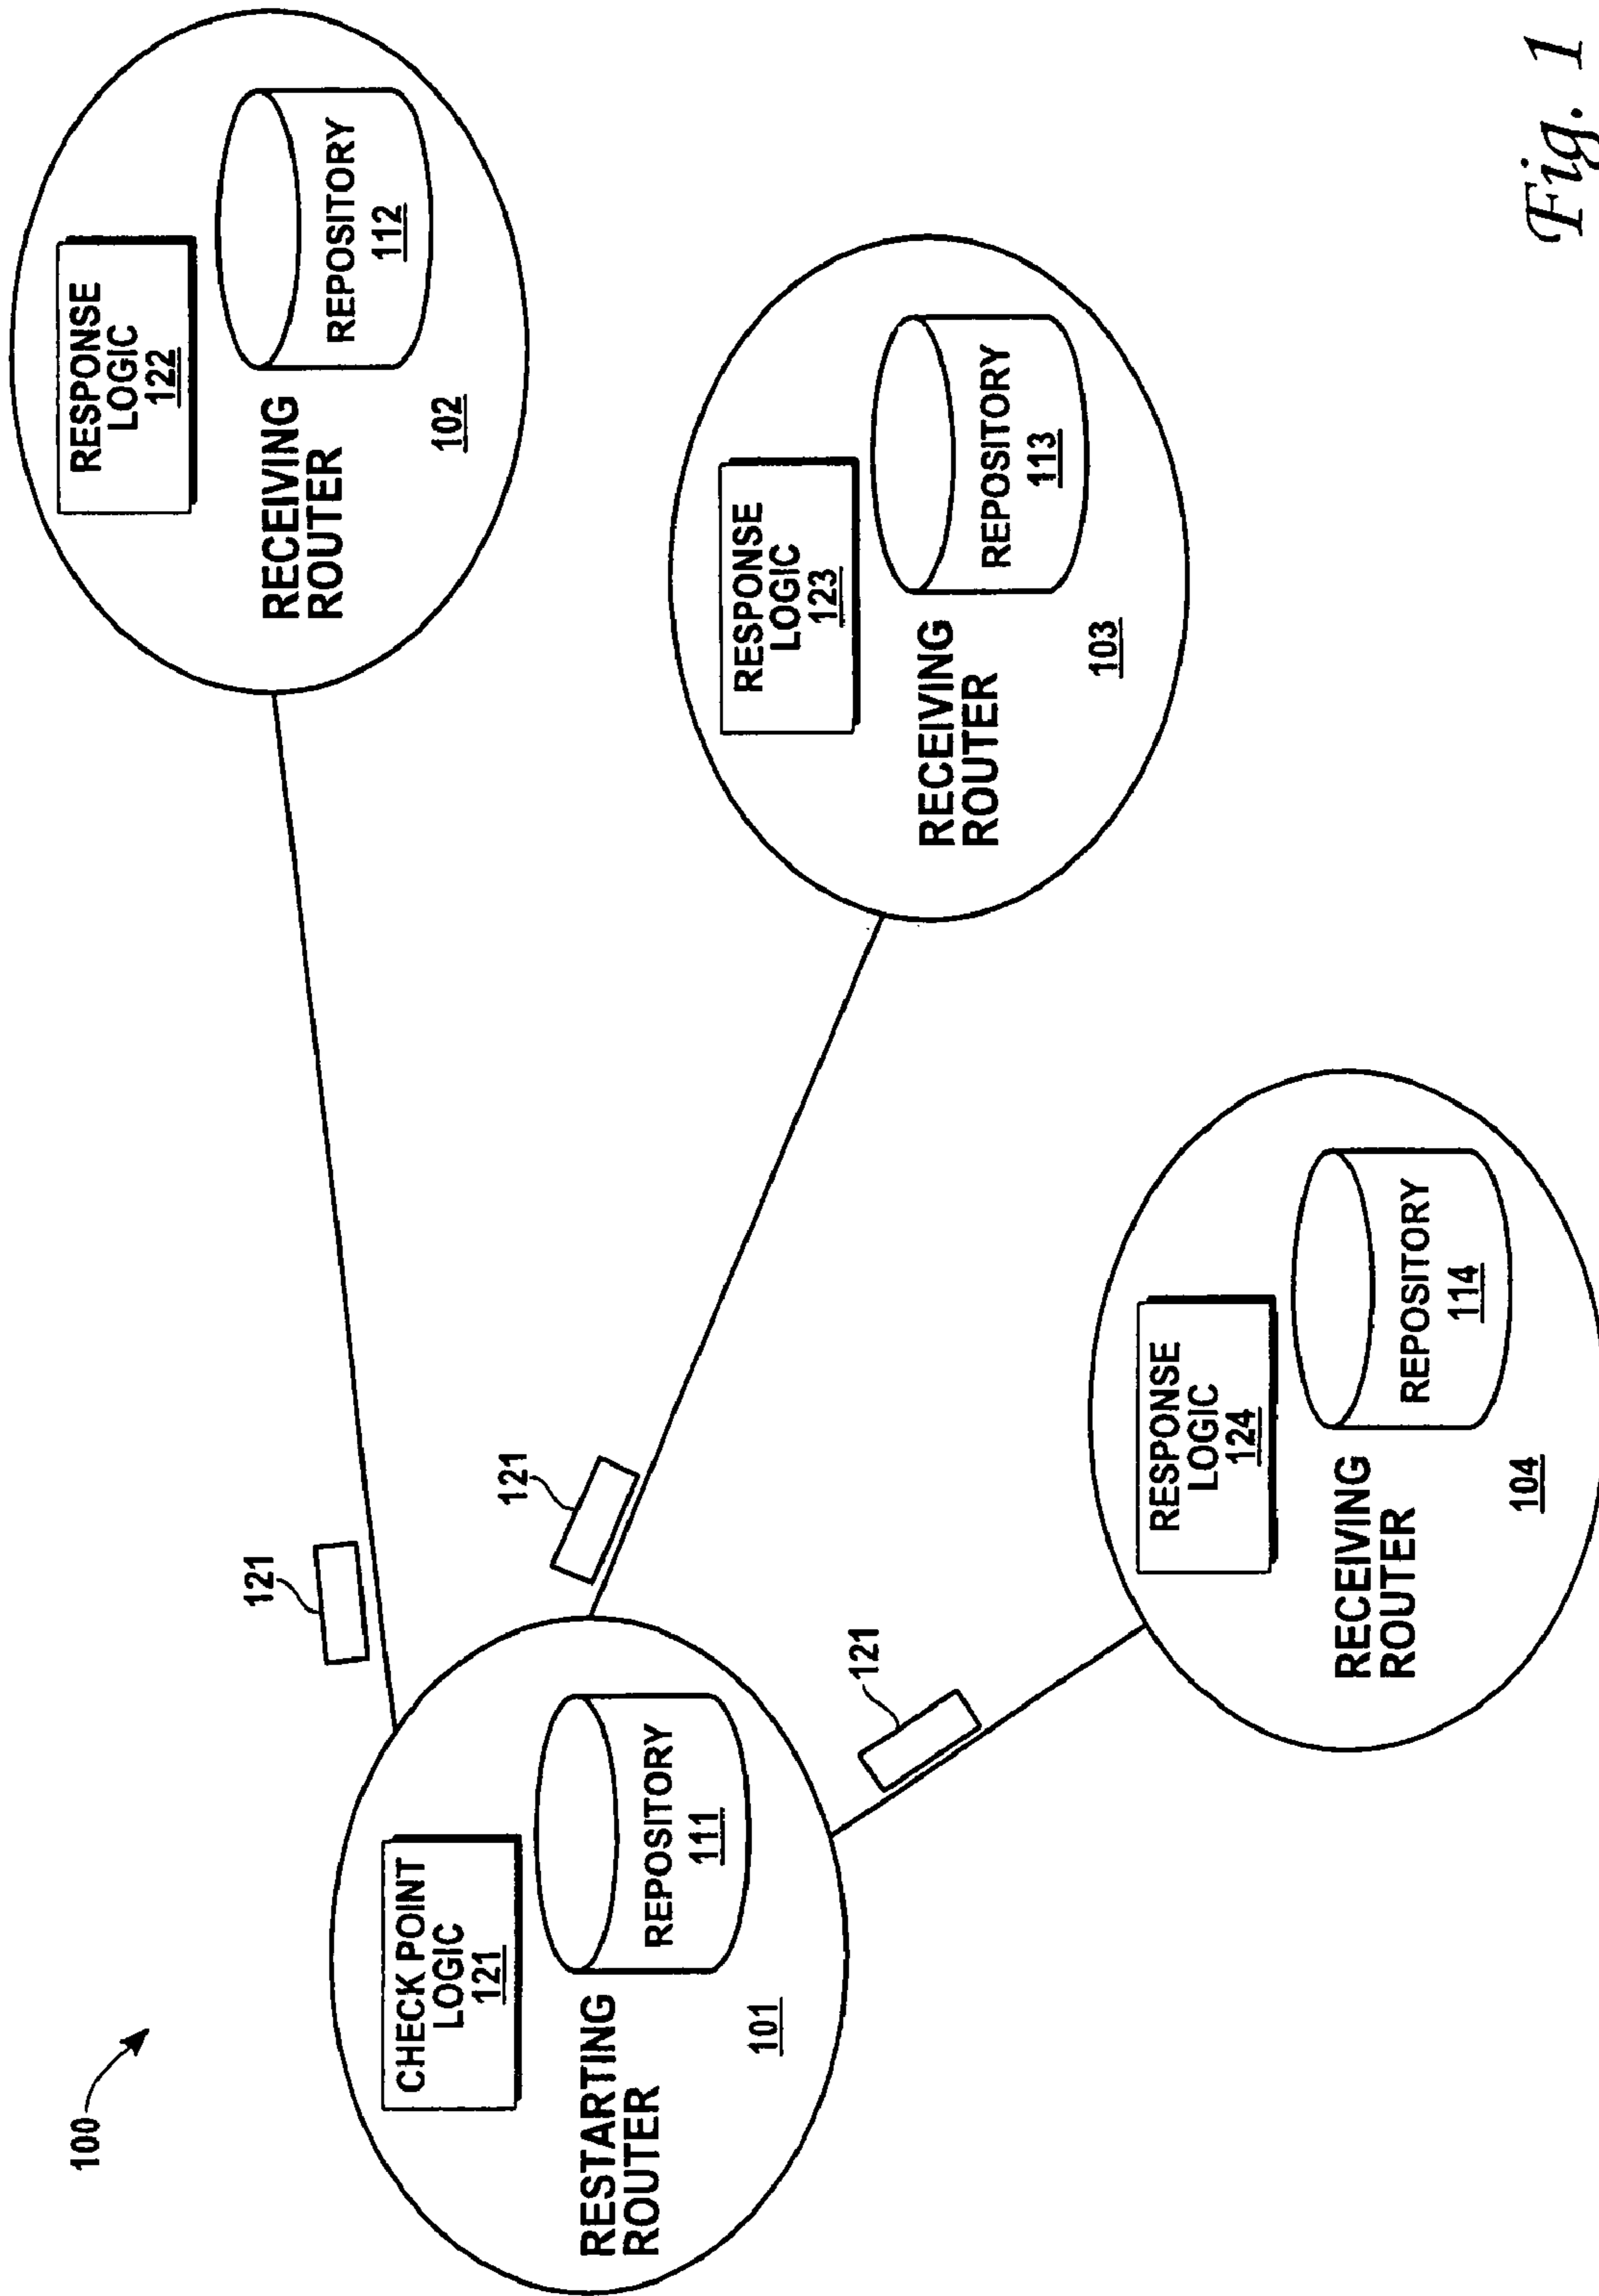 100
121
121
121
CHECK POINT
LOGIC
121
REPOSITORY
111
RESTARTING
ROUTER
101
RESPONSE
LOGIC
122
REPOSITORY
112
RECEIVING
ROUTER
102
RESPONSE
LOGIC
123
REPOSITORY
113
RECEIVING
ROUTER
103
RESPONSE
LOGIC
124
REPOSITORY
114
RECEIVING
ROUTER
104
Fig. 1